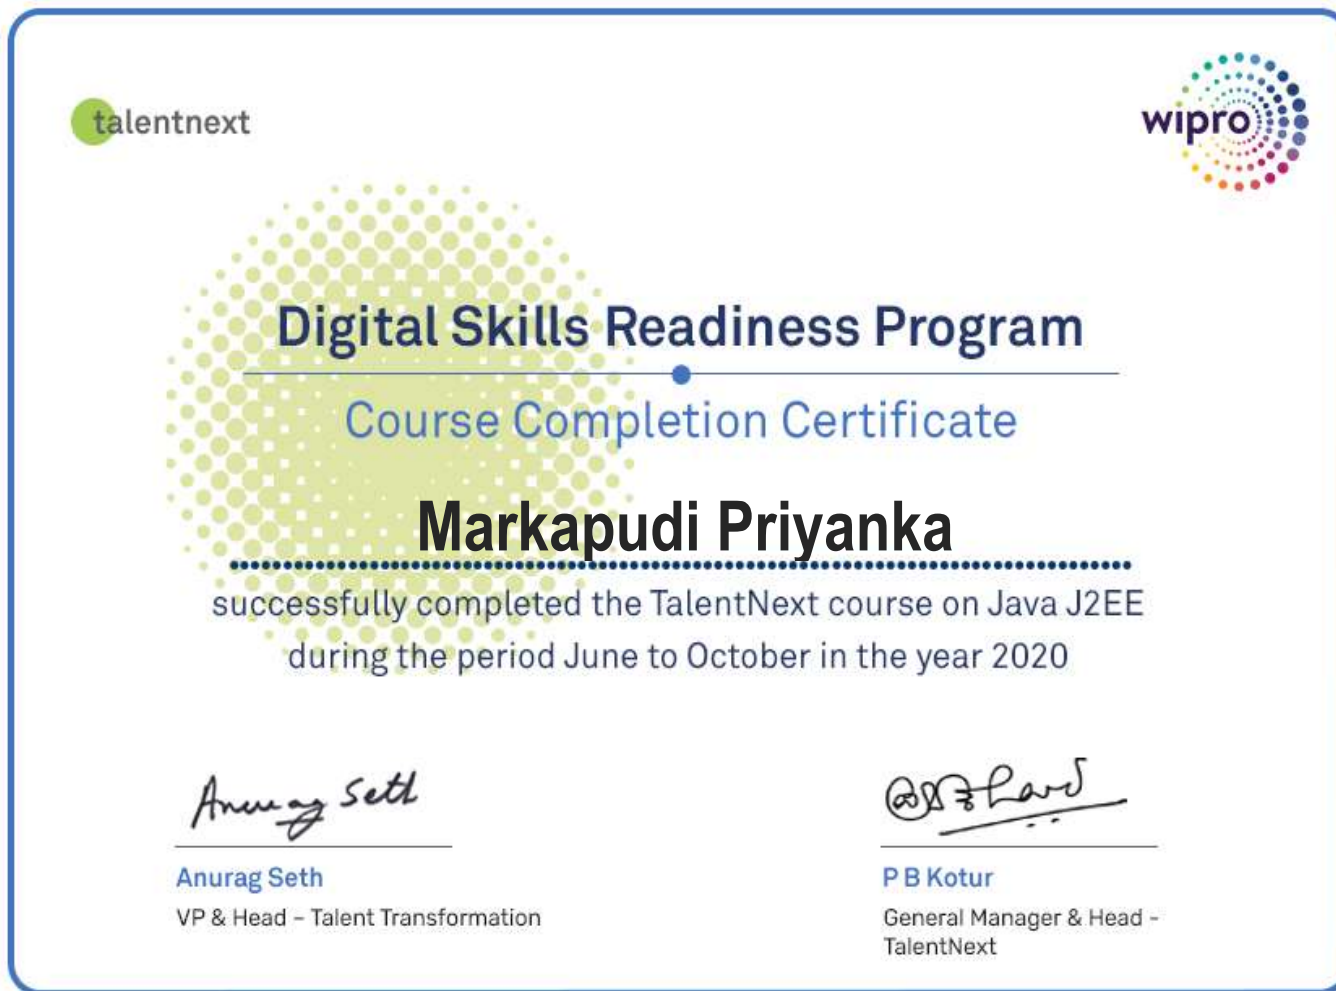 talentnext
wipro
Digital Skills Readiness Program
Course Completion Certificate
Markapudi Priyanka
successfully completed the TalentNext course on Java J2EE
during the period June to October in the year 2020
Anurag Seth
Anurag Seth
VP & Head – Talent Transformation
P B Kotur
General Manager & Head -
TalentNext